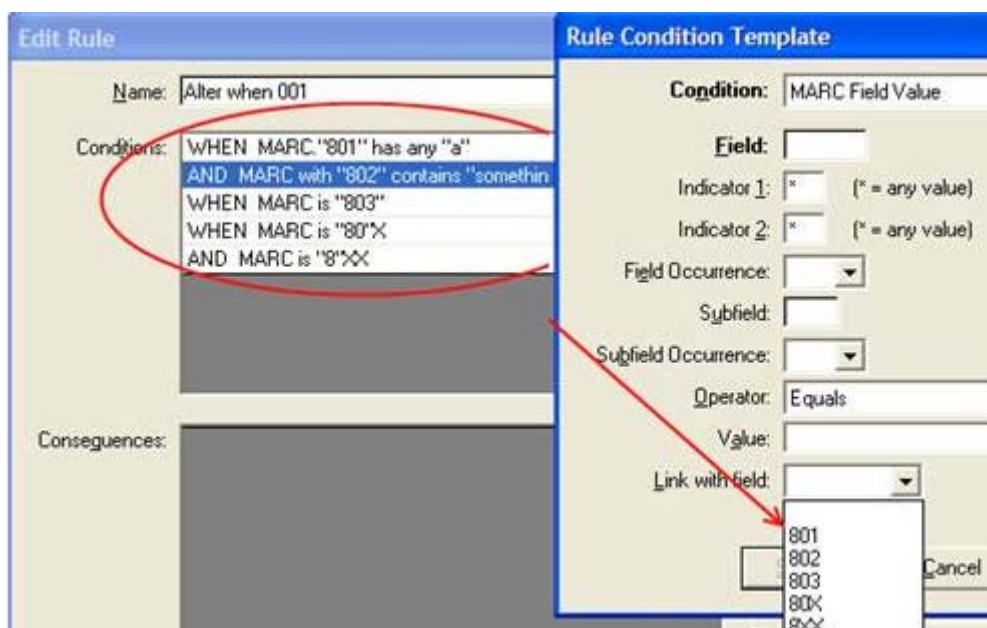 Edit Rule
Name: Alter when 001
Conditions:
WHEN MARC."801" has any "a"
AND MARC with "802" contains "somethin
WHEN MARC is "803"
WHEN MARC is "80"X
AND MARC is "8"XX
Conseguences:
Rule Condition Template
Condition: MARC Field Value
Field:
Indicator 1: * (* = any value)
Indicator 2: * (* = any value)
Field Occurrence:
Subfield:
Subfield Occurrence:
Operator: Equals
Value:
Link with field:
801
802
803
80X
8XX
Cancel